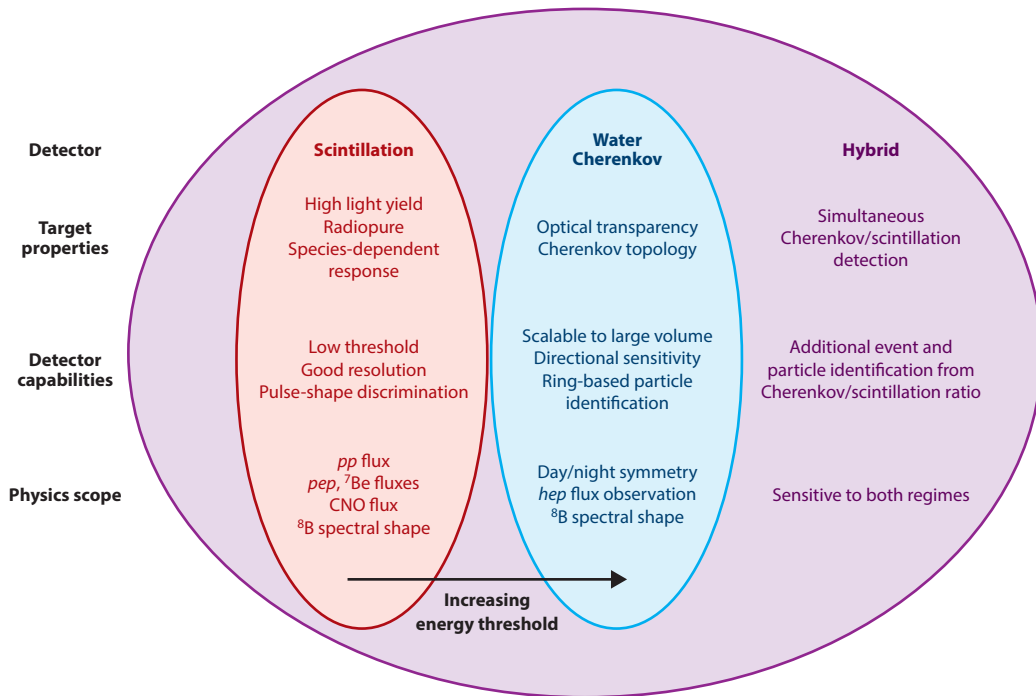 Detector
Scintillation
Water
Cherenkov
Hybrid
Target
properties
High light yield
Radiopure
Species-dependent
response
Optical transparency
Cherenkov topology
Simultaneous
Cherenkov/scintillation
detection
Detector
capabilities
Low threshold
Good resolution
Pulse-shape discrimination
Scalable to large volume
Directional sensitivity
Ring-based particle
identification
Additional event and
particle identification from
Cherenkov/scintillation ratio
Physics scope
pp flux
pep, ⁷Be fluxes
CNO flux
⁸B spectral shape
Day/night symmetry
hep flux observation
⁸B spectral shape
Sensitive to both regimes
Increasing
energy threshold